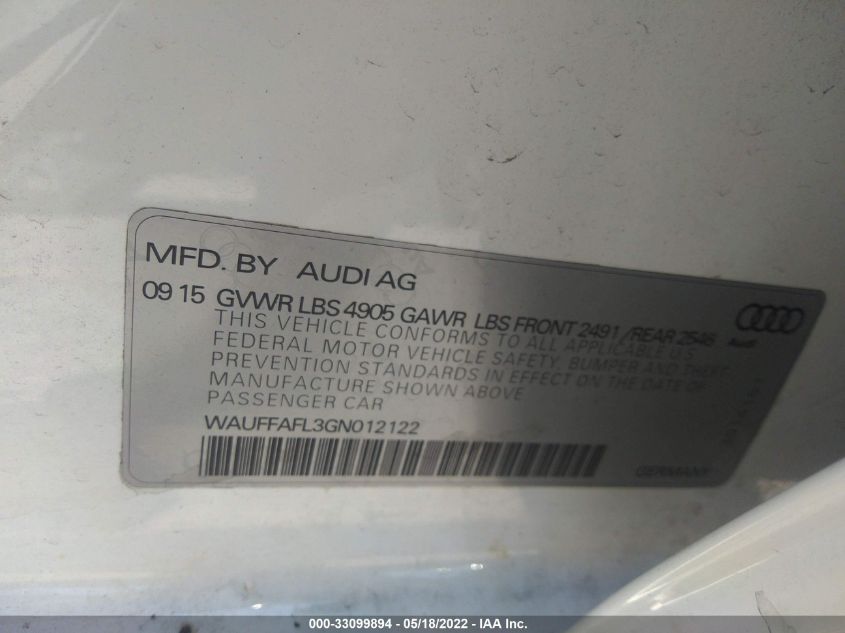 MFD. BY AUDI AG
09 15 GVWR LBS 4905 GAWR LBS FRONT 2491 / REAR 2546
THIS VEHICLE CONFORMS TO ALL APPLICABLE U.S
FEDERAL MOTOR VEHICLE SAFETY, BUMPER AND THEFT
PREVENTION STANDARDS IN EFFECT ON THE DATE OF
MANUFACTURE SHOWN ABOVE
PASSENGER CAR
WAUFFAFL3GN012122
Audi
GERMANY
000-33099894 - 05/18/2022 - IAA Inc.